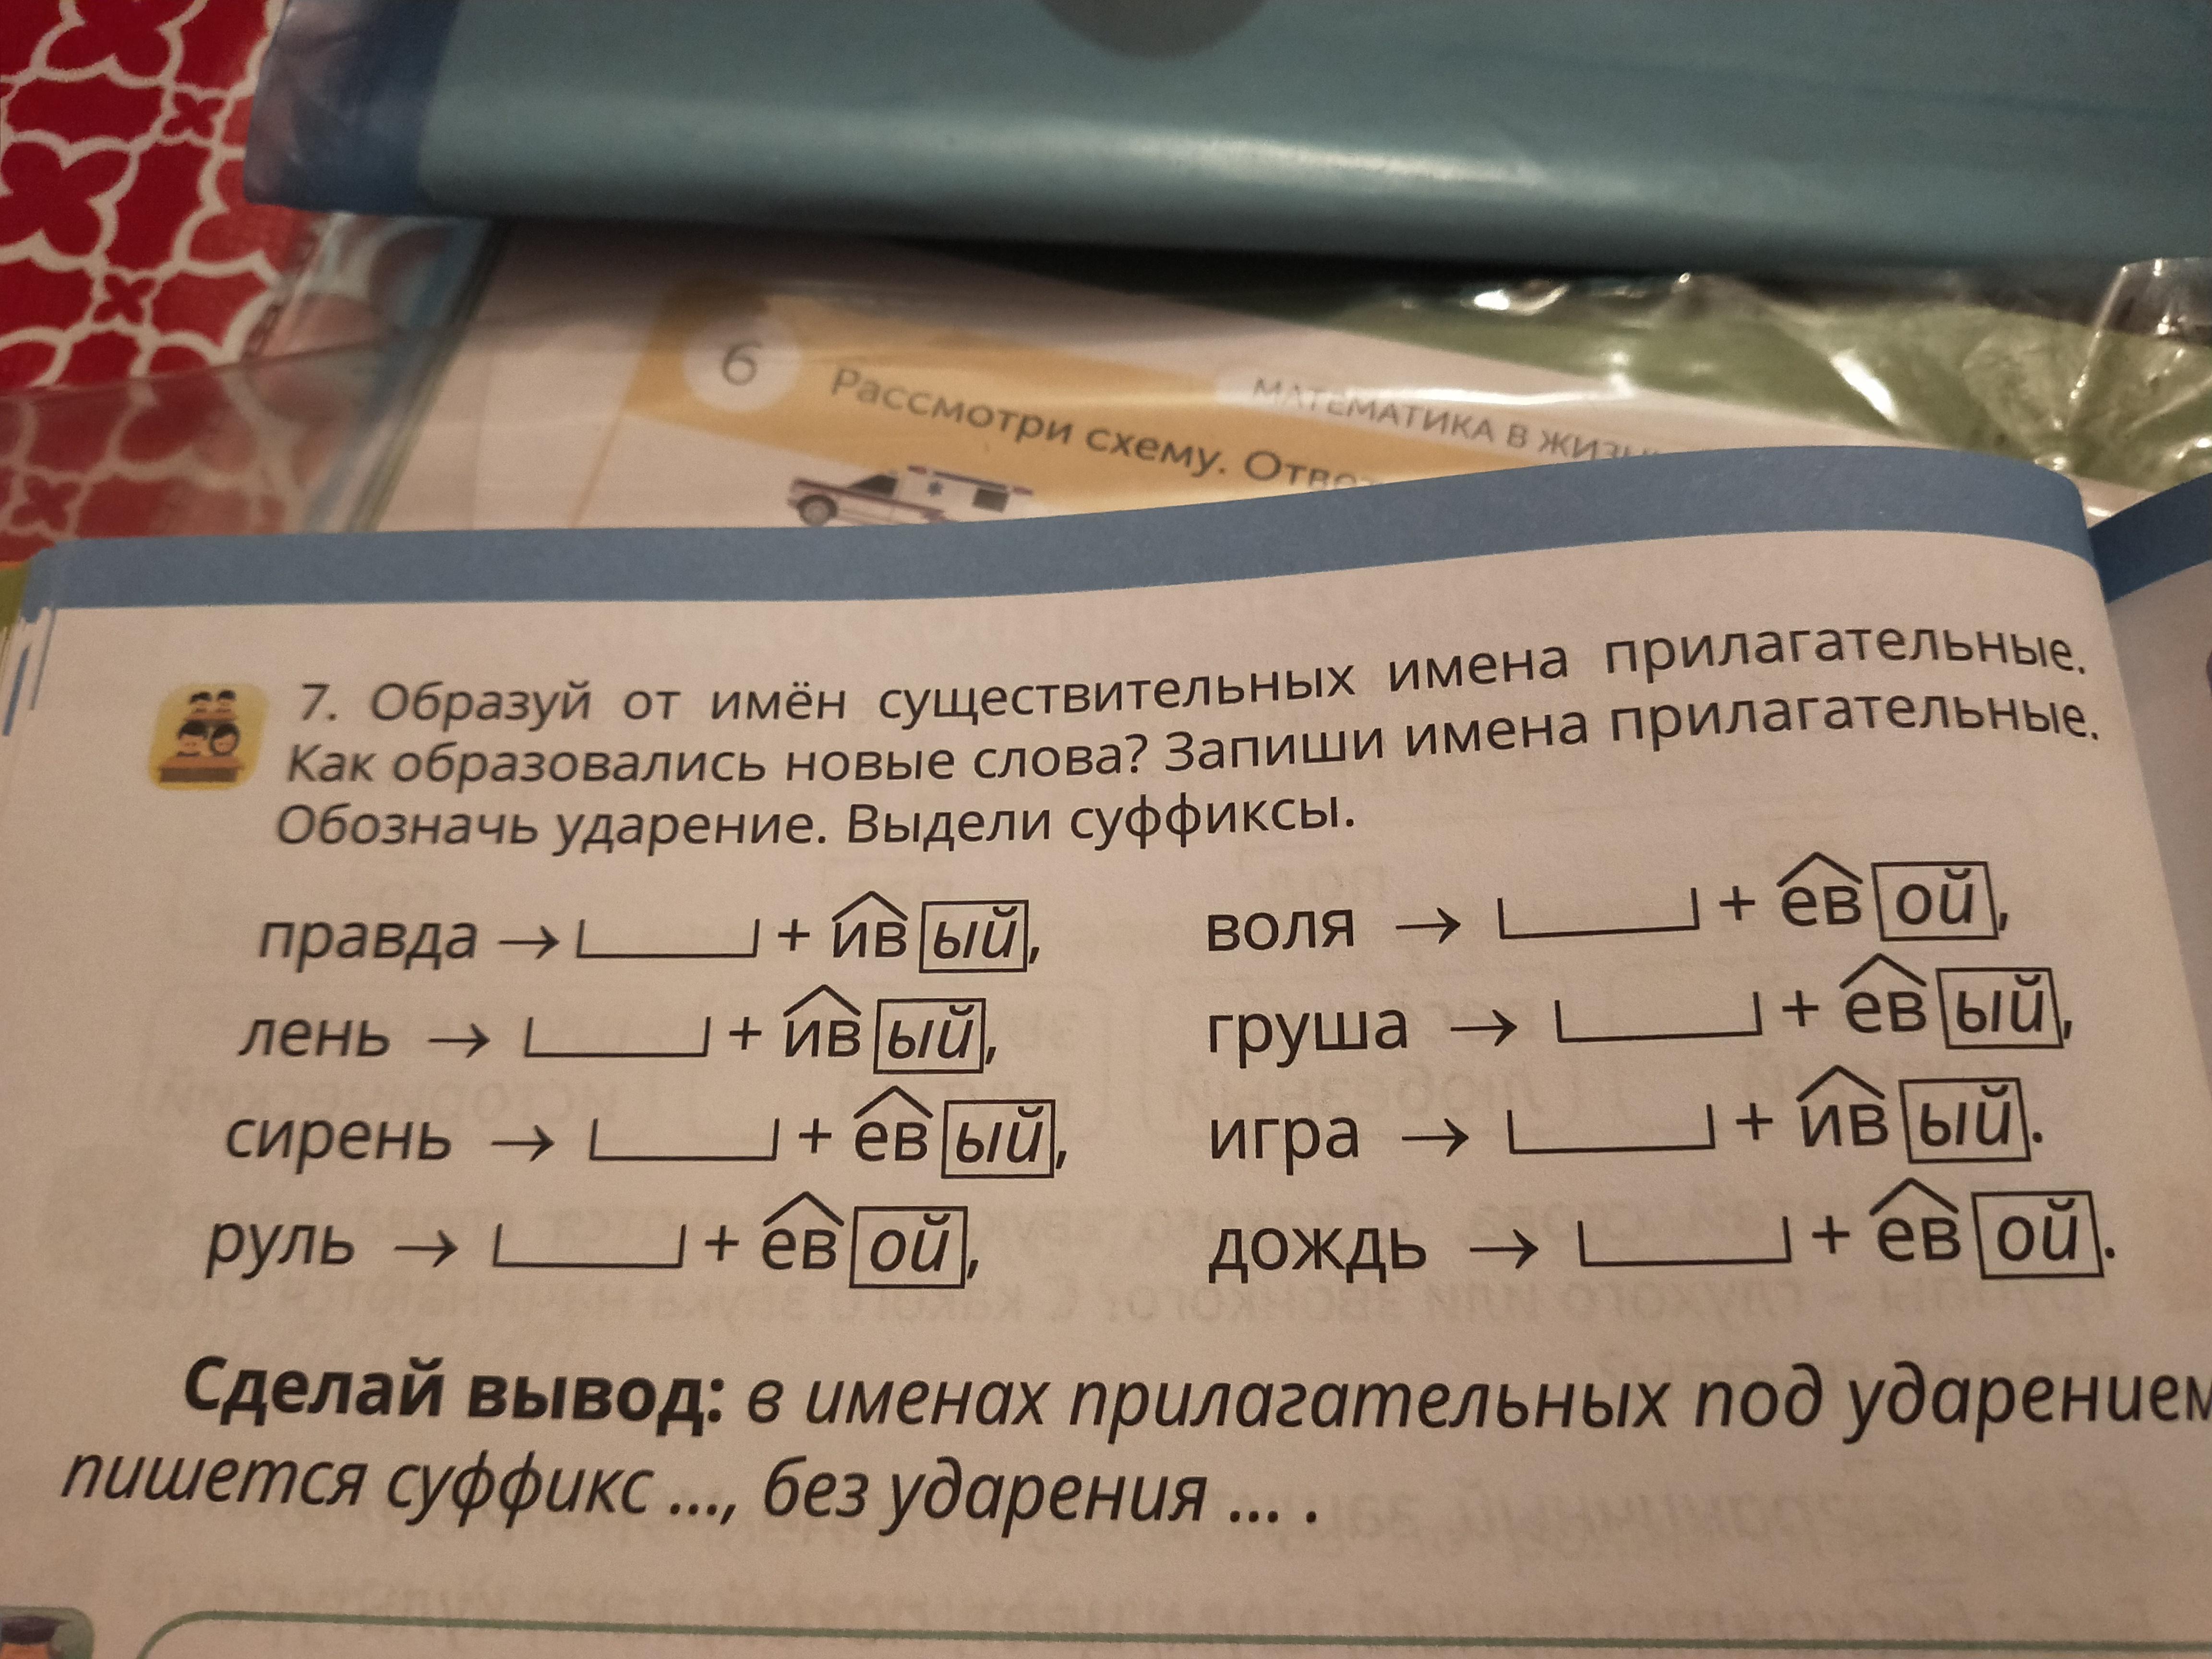 6 Рассмотри схему.
МАТЕМАТИКА В
7. Образуй от имён существительных имена прилагательные.
Как образовались новые слова? Запиши имена прилагательные.
Обозначь ударение. Выдели суффиксы.
правда → + ив ый,
лень → + ив ый,
сирень → + ев ый,
руль → + ев ой,
воля → + ев ой,
груша → + ев ый,
игра → + ив ый.
дождь → + ев ой.
Сделай вывод: в именах прилагательных под ударением
пишется суффикс ..., без ударения ... .